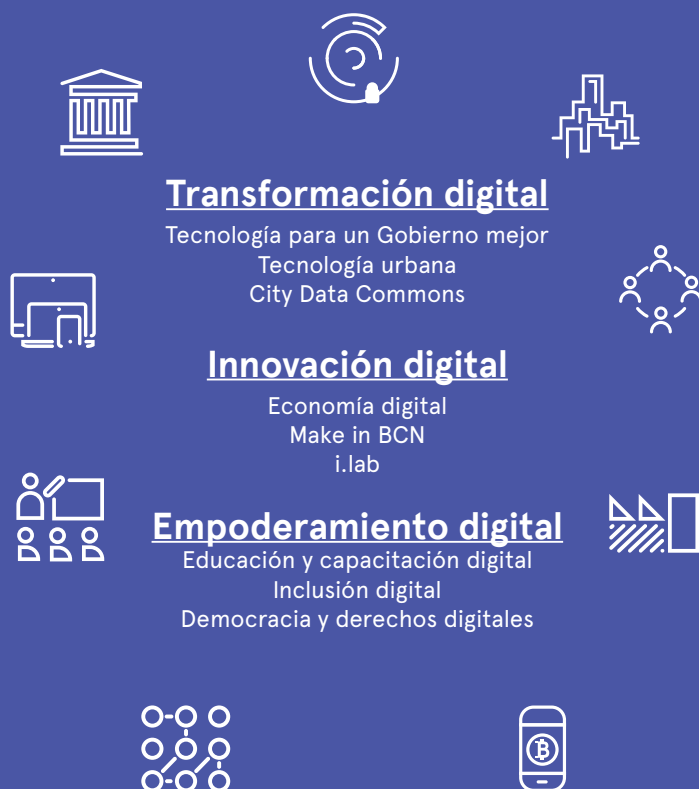 Transformación digital
Tecnología para un Gobierno mejor
Tecnología urbana
City Data Commons
Innovación digital
Economía digital
Make in BCN
i.lab
Empoderamiento digital
Educación y capacitación digital
Inclusión digital
Democracia y derechos digitales